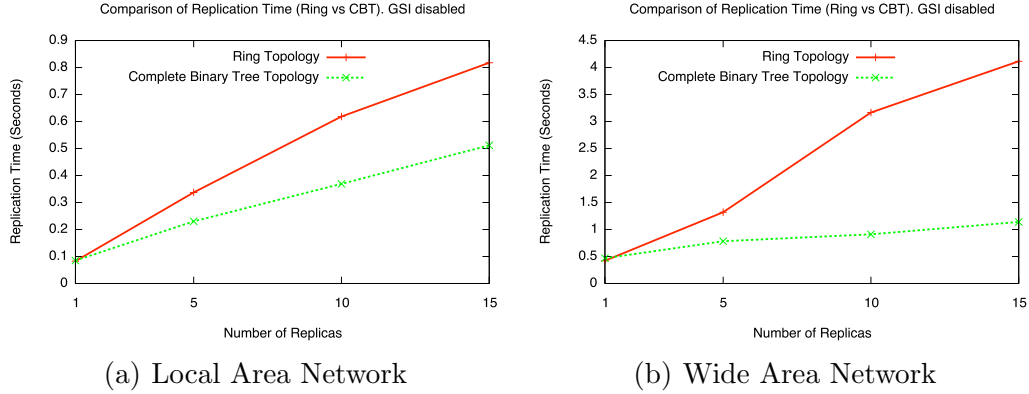 Comparison of Replication Time (Ring vs CBT). GSI disabled
0.9
0.8
0.7
0.6
0.5
0.4
0.3
0.2
0.1
0
Replication Time (Seconds)
Ring Topology
Complete Binary Tree Topology
1 5 10 15
Number of Replicas
(a) Local Area Network
Comparison of Replication Time (Ring vs CBT). GSI disabled
4.5
4
3.5
3
2.5
2
1.5
1
0.5
0
Replication Time (Seconds)
Ring Topology
Complete Binary Tree Topology
1 5 10 15
Number of Replicas
(b) Wide Area Network